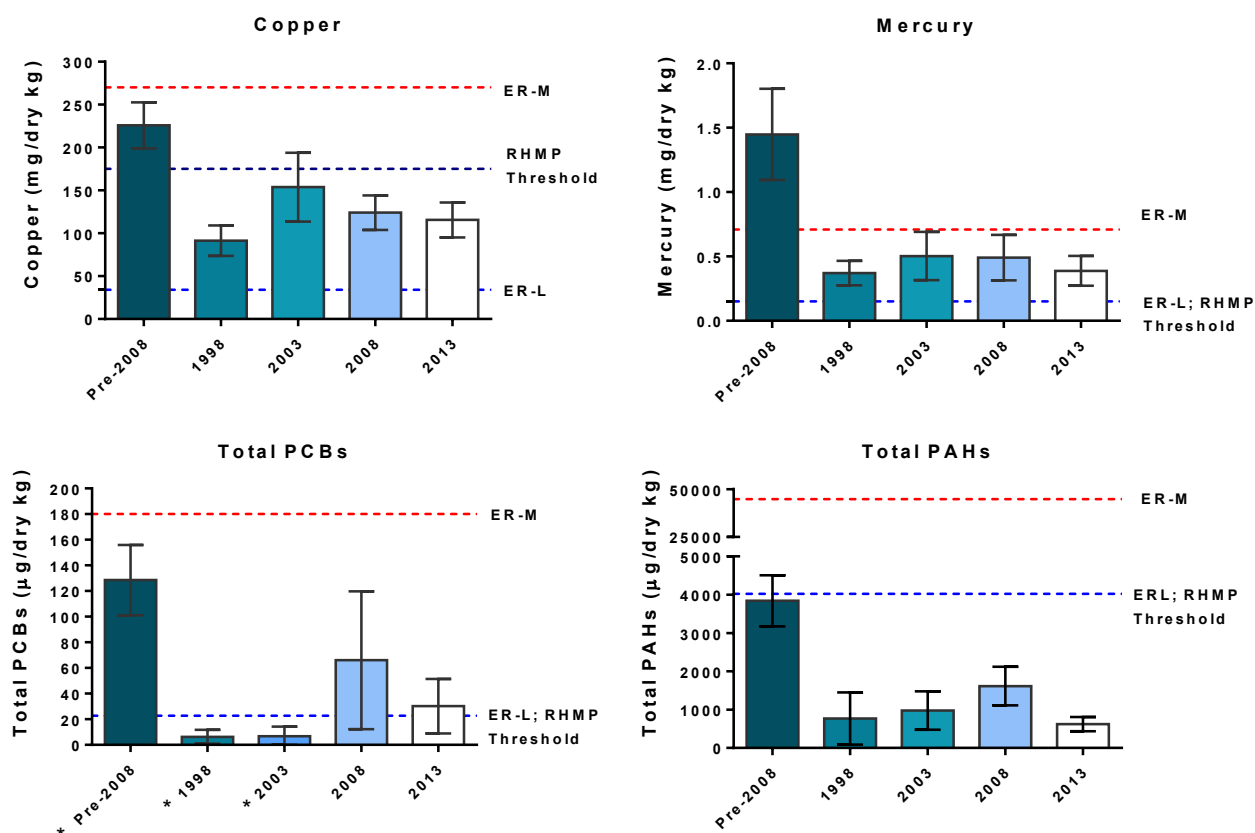 Copper
Copper (mg/dry kg)
300
250
200
150
100
50
0
ER-M
RHMP
Threshold
ER-L
Pre-2008
1998
2003
2008
2013
Mercury
Mercury (mg/dry kg)
2.0
1.5
1.0
0.5
0.0
ER-M
ER-L; RHMP
Threshold
Pre-2008
1998
2003
2008
2013
Total PCBs
Total PCBs (µg/dry kg)
200
180
160
140
120
100
80
60
40
20
0
ER-M
ER-L; RHMP
Threshold
* Pre-2008
* 1998
* 2003
2008
2013
Total PAHs
Total PAHs (µg/dry kg)
50000
25000
5000
4000
3000
2000
1000
0
ER-M
ERL; RHMP
Threshold
Pre-2008
1998
2003
2008
2013